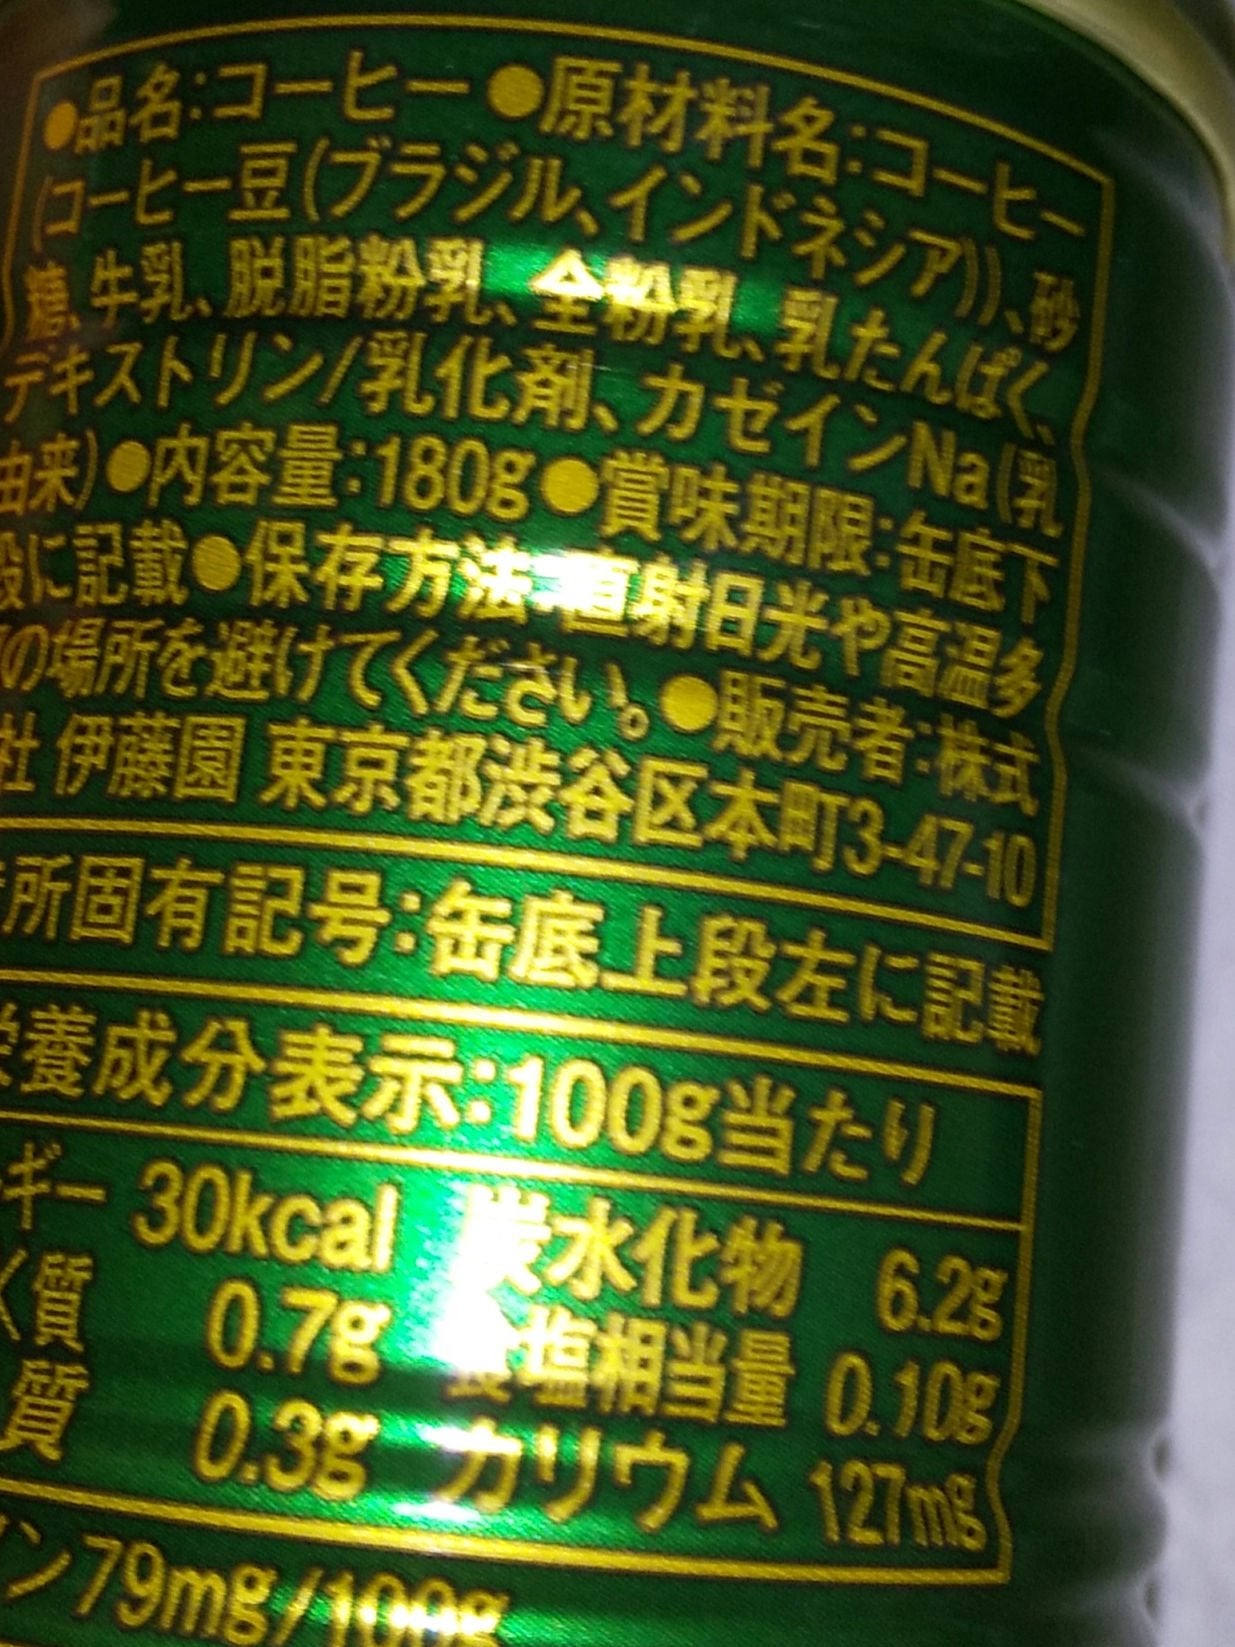 ●品名:コーヒー●原材料名:コーヒー
(コーヒー豆(ブラジル、インドネシア))、砂
糖、牛乳、脱脂粉乳、全粉乳、乳たんぱく、
デキストリン/乳化剤、カゼインNa(乳
由来)●内容量:180g●賞味期限:缶底下
段に記載●保存方法:直射日光や高温多
の場所を避けてください。●販売者:株式
社 伊藤園 東京都渋谷区本町3-47-10
所固有記号:缶底上段左に記載
栄養成分表示:100g当たり
ギー 30kcal 炭水化物 6.2g
く質 0.7g 食塩相当量 0.10g
質 0.3g カリウム 127mg
ン 79mg/100g